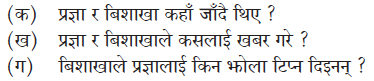 (क) प्रज्ञा र बिशाखा कहाँ जाँदै थिए ?
(ख) प्रज्ञा र बिशाखाले कसलाई खबर गरे ?
(ग) बिशाखाले प्रज्ञालाई किन झोला टिप्न दिइनन् ?